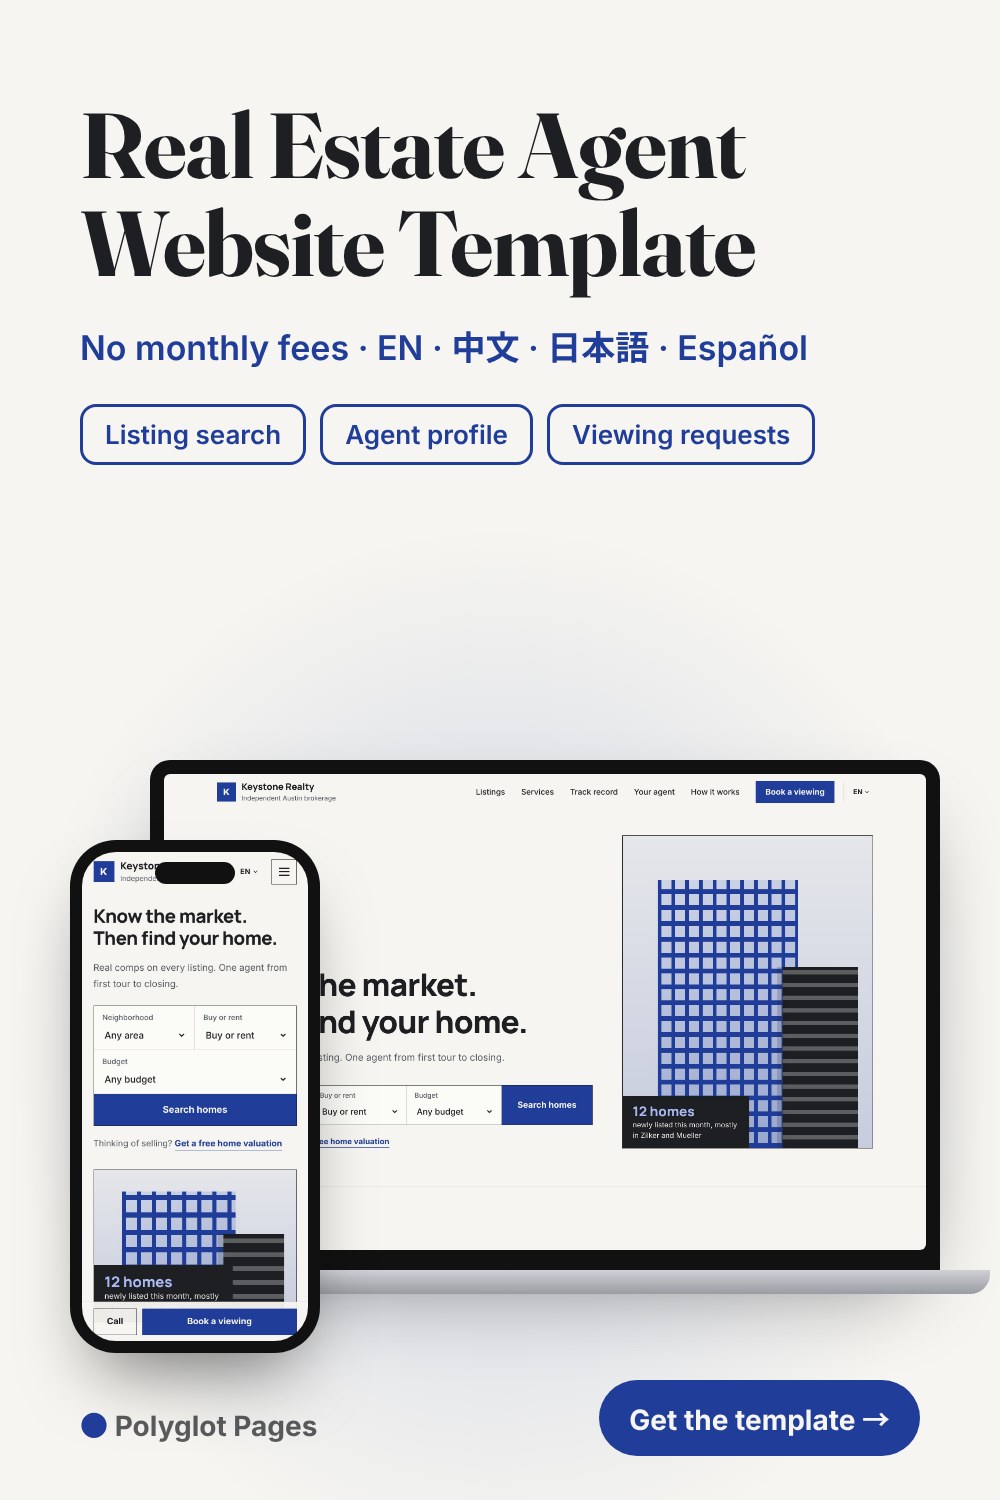 Real Estate Agent
Website Template
No monthly fees · EN · 中文 · 日本語 · Español
Listing search
Agent profile
Viewing requests
K
Keystone Realty
Independent Austin brokerage
Listings
Services
Track record
Your agent
How it works
Book a viewing
EN
he market.
nd your home.
sting. One agent from first tour to closing.
Buy or rent
Budget
Buy or rent
Any budget
Search homes
ee home valuation
12 homes
newly listed this month, mostly
in Zilker and Mueller
K
Keyston
Independe
EN
Know the market.
Then find your home.
Real comps on every listing. One agent from
first tour to closing.
Neighborhood
Buy or rent
Any area
Buy or rent
Budget
Any budget
Search homes
Thinking of selling? Get a free home valuation
12 homes
newly listed this month, mostly
Call
Book a viewing
Polyglot Pages
Get the template →